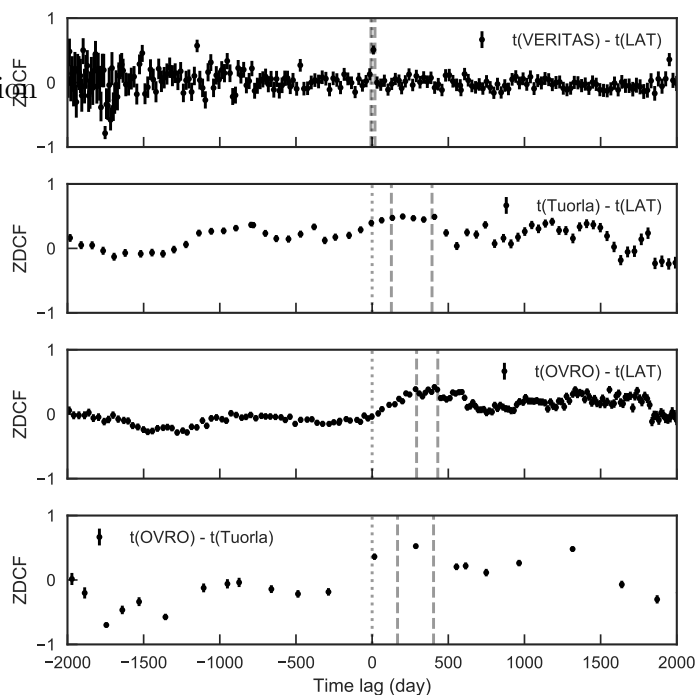 1
t(VERITAS) - t(LAT)
0
ZDCF
−1
1
t(Tuorla) - t(LAT)
0
ZDCF
−1
1
t(OVRO) - t(LAT)
0
ZDCF
−1
1
t(OVRO) - t(Tuorla)
0
ZDCF
−1
−2000 −1500 −1000 −500 0 500 1000 1500 2000
Time lag (day)